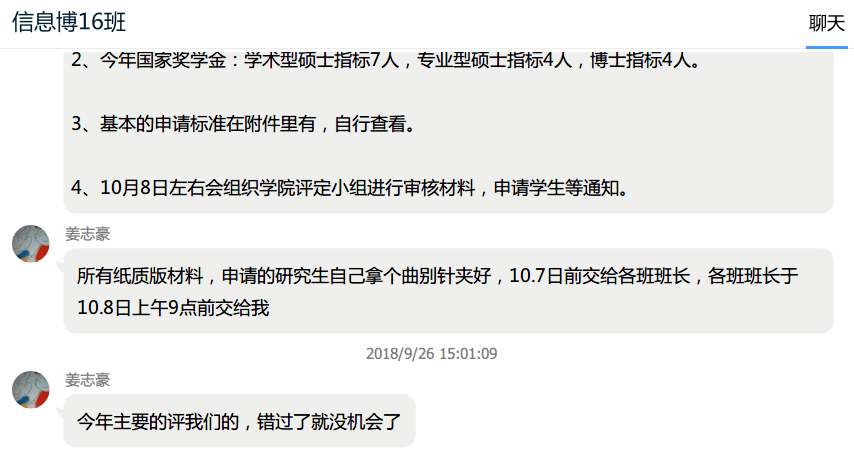 信息博16班
聊天
2、今年国家奖学金：学术型硕士指标7人，专业型硕士指标4人，博士指标4人。
3、基本的申请标准在附件里有，自行查看。
4、10月8日左右会组织学院评定小组进行审核材料，申请学生等通知。
姜志豪
所有纸质版材料，申请的研究生自己拿个曲别针夹好，10.7日前交给各班班长，各班班长于
10.8日上午9点前交给我
2018/9/26 15:01:09
姜志豪
今年主要的评我们的，错过了就没机会了